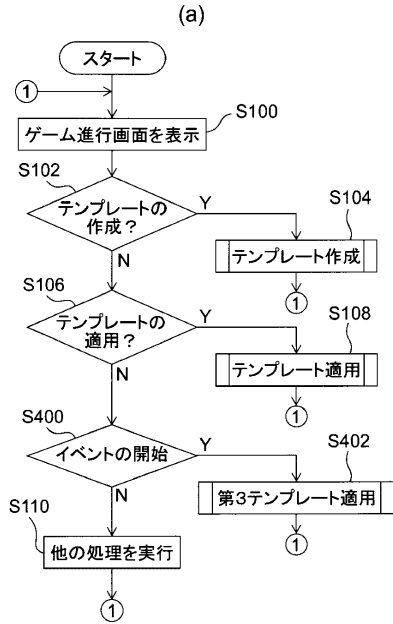 (a)
スタート
1
S100
ゲーム進行画面を表示
S102
テンプレートの
作成?
Y
S104
テンプレート作成
1
N
S106
テンプレートの
適用?
Y
S108
テンプレート適用
1
N
S400
イベントの開始
Y
S402
第3テンプレート適用
1
N
S110
他の処理を実行
1